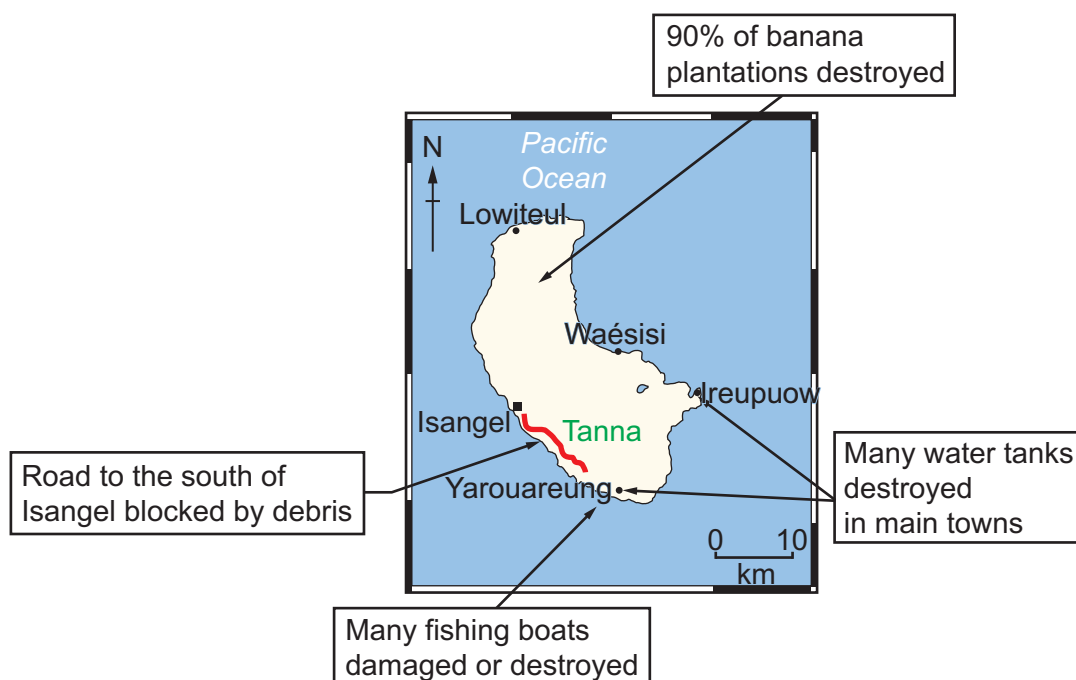 90% of banana
plantations destroyed
Pacific
Ocean
N
Lowiteul
Waésisi
Ireupuow
Isangel
Tanna
Road to the south of
Isangel blocked by debris
Yarouareung
Many water tanks
destroyed
in main towns
0 10
km
Many fishing boats
damaged or destroyed